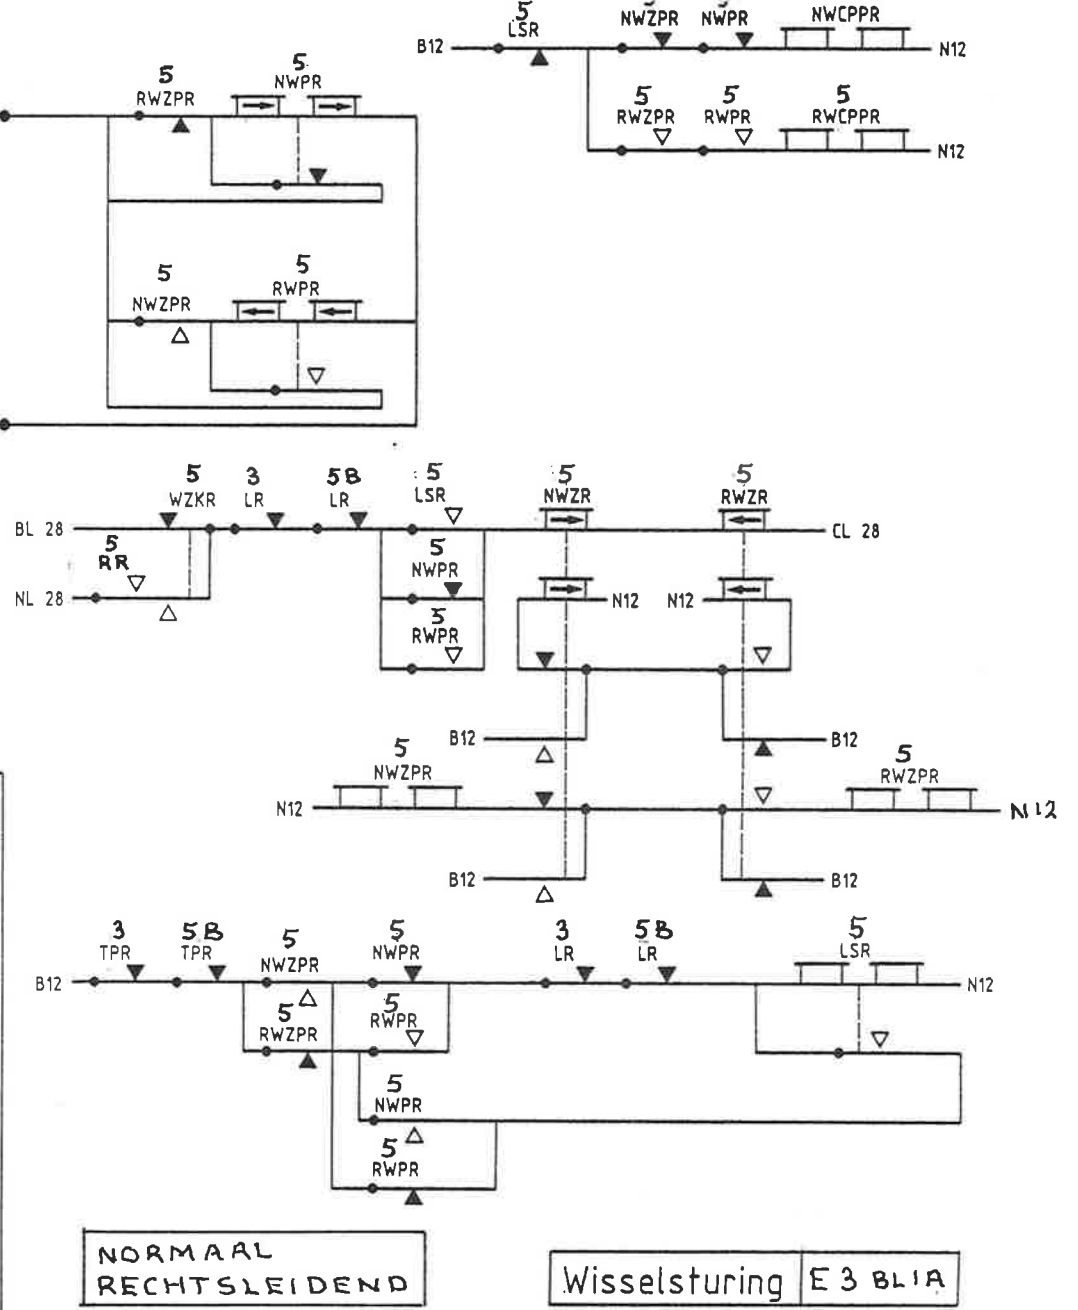 5
LSR
B12
NWZPR NWPR
NWCPPR
N12
5
RWZPR
5
NWPR
5
RWZPR
5
RWPR
5
RWCPPR
N12
5
NWZPR
5
RWPR
5
WZKR
3
LR
5B
LR
5
LSR
5
NWZR
5
RWZR
BL 28
CL 28
5
RR
NL 28
5
NWPR
N12 N12
5
RWPR
B12 B12
5
NWZPR
5
RWZPR
N12 N12
B12 B12
3
TPR
5B
TPR
5
NWZPR
5
NWPR
3
LR
5B
LR
5
LSR
B12 N12
5
RWZPR
5
RWPR
5
NWPR
5
RWPR
NORMAAL
RECHTSLEIDEND
Wisselsturing E3 BL1A